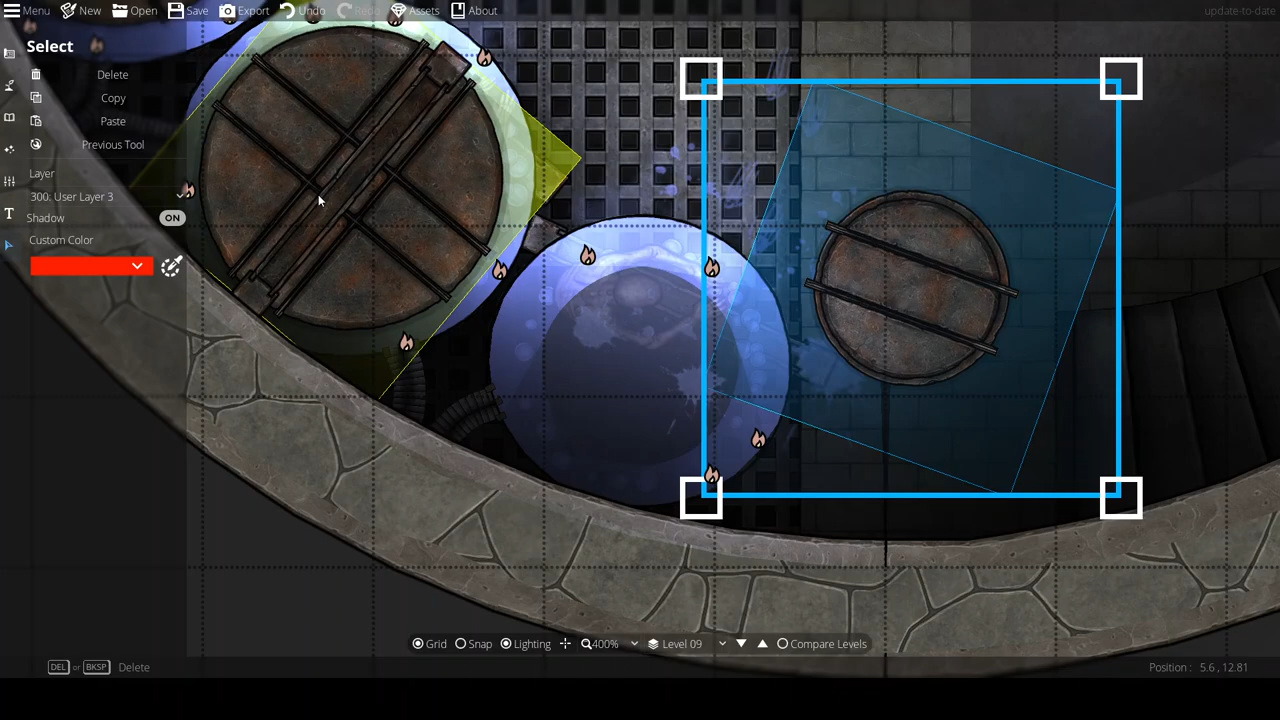 Menu New Open Save Export Undo Redo Assets About update-to-date
Select
Delete
Copy
Paste
Previous Tool
Layer
300: User Layer 3
Shadow ON
Custom Color
Grid Snap Lighting 400% Level 09 Compare Levels
DEL or BKSP Delete Position : 5.6 , 12.81